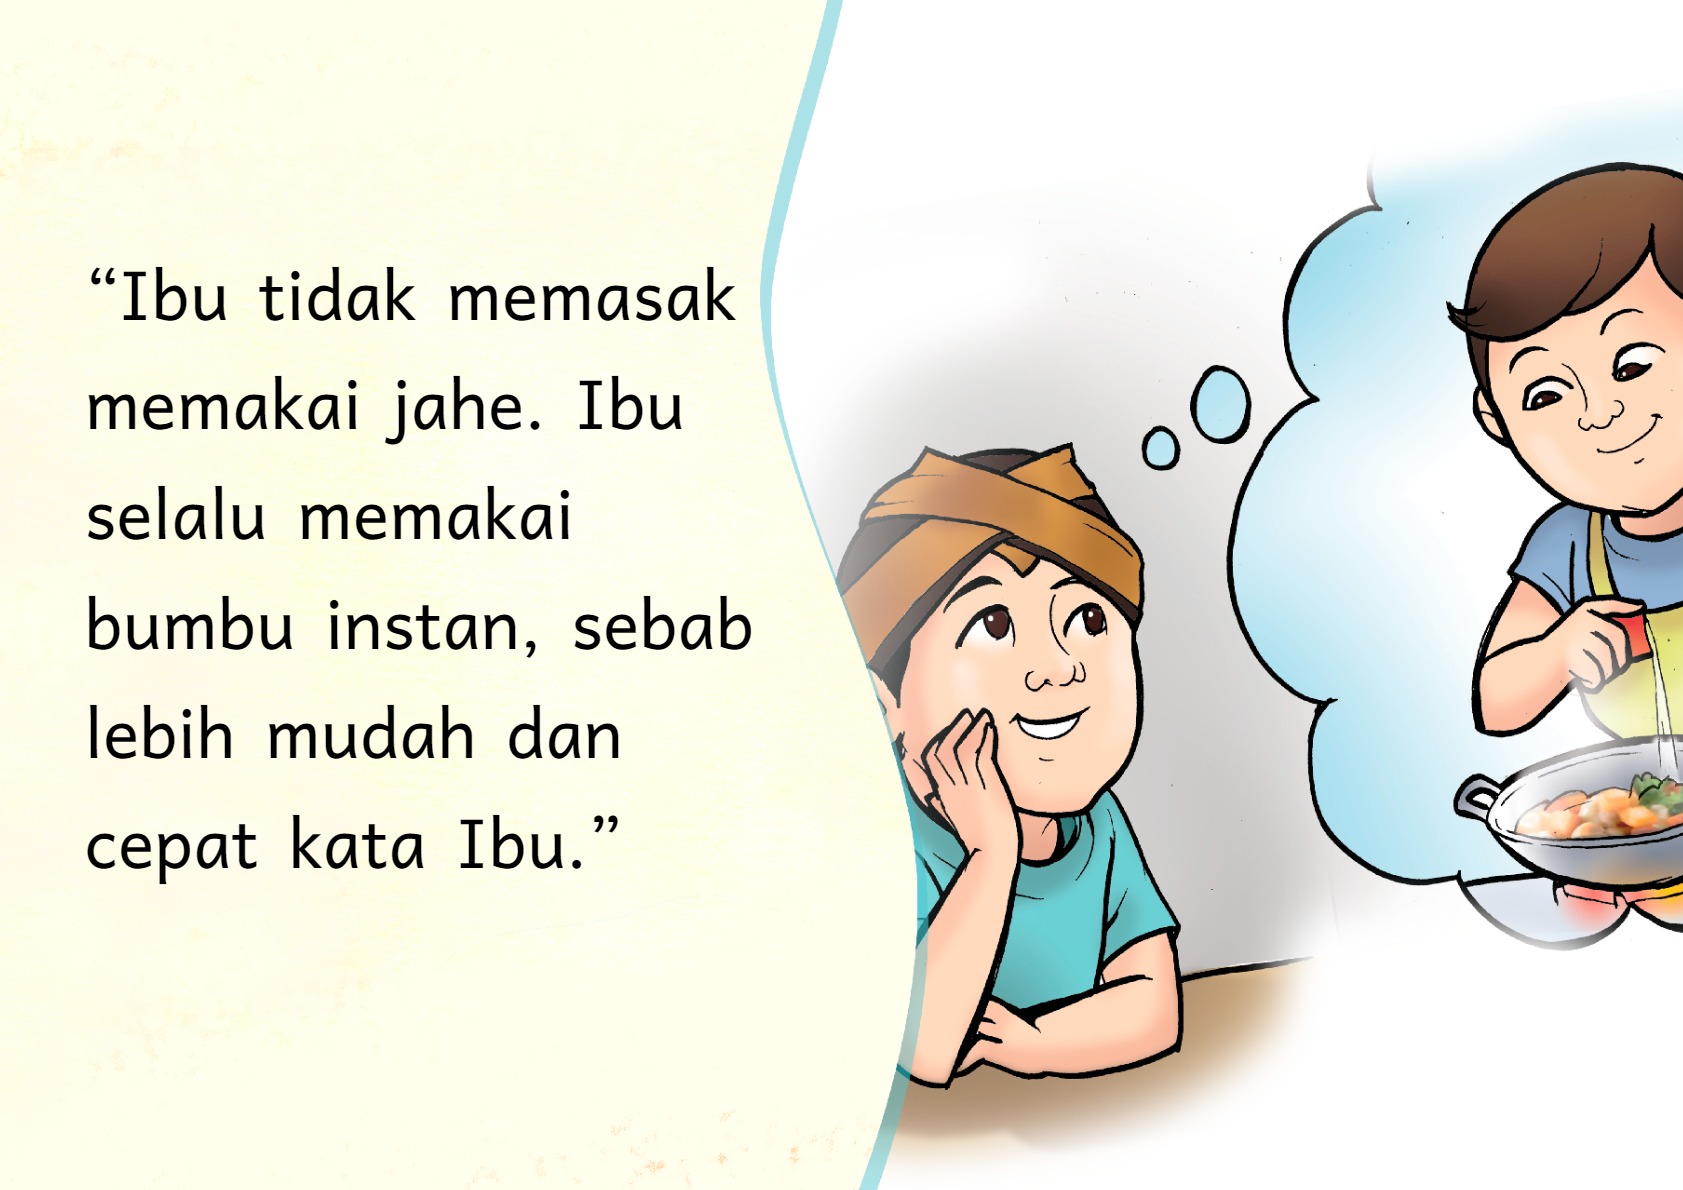 “Ibu tidak memasak
memakai jahe. Ibu
selalu memakai
bumbu instan, sebab
lebih mudah dan
cepat kata Ibu.”